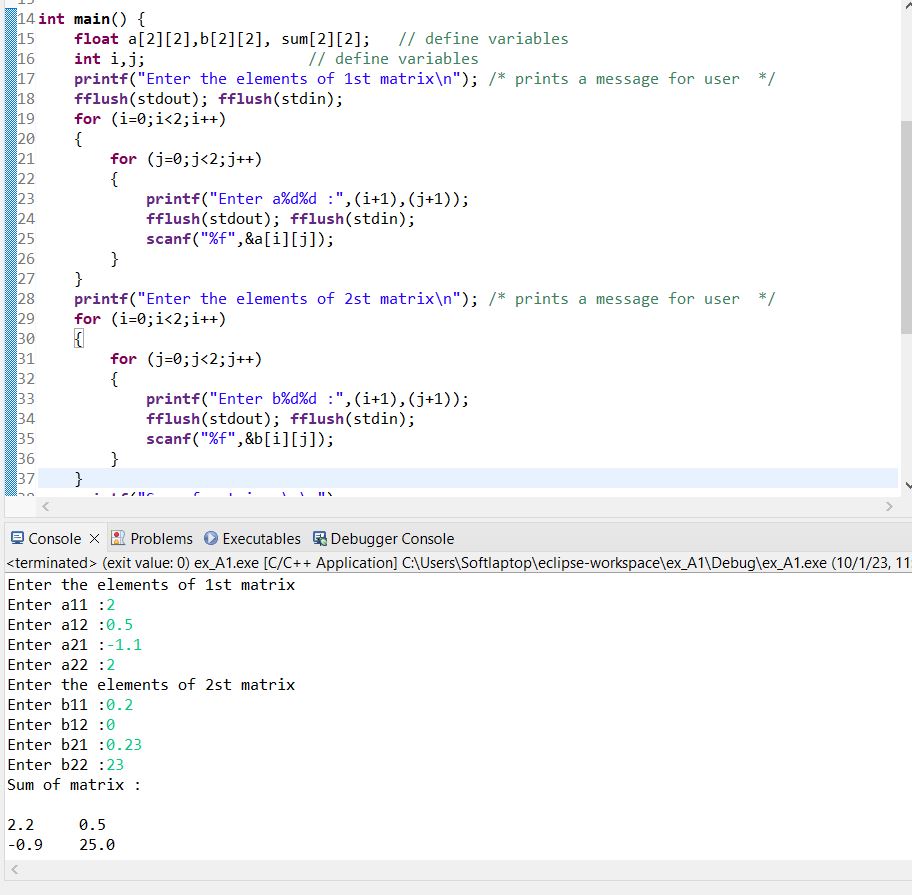 14 int main() {
15 float a[2][2],b[2][2], sum[2][2]; // define variables
16 int i,j; // define variables
17 printf("Enter the elements of 1st matrix\n"); /* prints a message for user */
18 fflush(stdout); fflush(stdin);
19 for (i=0;i<2;i++)
20 {
21 for (j=0;j<2;j++)
22 {
23 printf("Enter a%d%d :",(i+1),(j+1));
24 fflush(stdout); fflush(stdin);
25 scanf("%f",&a[i][j]);
26 }
27 }
28 printf("Enter the elements of 2st matrix\n"); /* prints a message for user */
29 for (i=0;i<2;i++)
30 {
31 for (j=0;j<2;j++)
32 {
33 printf("Enter b%d%d :",(i+1),(j+1));
34 fflush(stdout); fflush(stdin);
35 scanf("%f",&b[i][j]);
36 }
37 }
Console Problems Executables Debugger Console
<terminated> (exit value: 0) ex_A1.exe [C/C++ Application] C:\Users\Softlaptop\eclipse-workspace\ex_A1\Debug\ex_A1.exe (10/1/23, 11:
Enter the elements of 1st matrix
Enter a11 :2
Enter a12 :0.5
Enter a21 :-1.1
Enter a22 :2
Enter the elements of 2st matrix
Enter b11 :0.2
Enter b12 :0
Enter b21 :0.23
Enter b22 :23
Sum of matrix :
2.2 0.5
-0.9 25.0